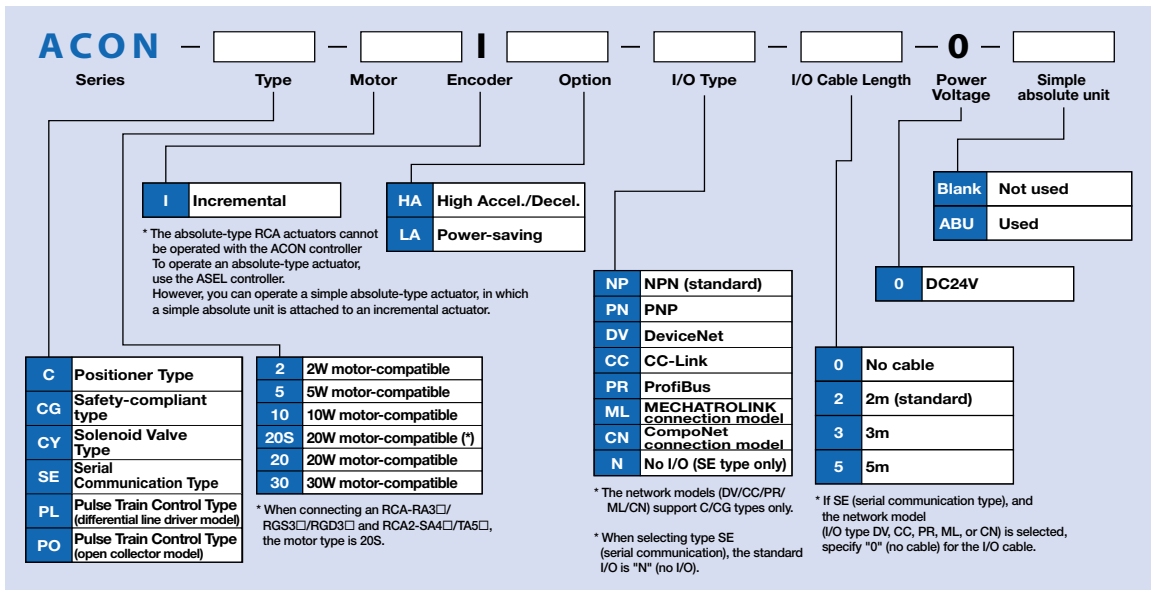 ACON — — I — — — 0 —
Series
Type
Motor
Encoder
Option
I/O Type
I/O Cable Length
Power
Voltage
Simple
absolute unit
I Incremental
* The absolute-type RCA actuators cannot
be operated with the ACON controller
To operate an absolute-type actuator,
use the ASEL controller.
However, you can operate a simple absolute-type actuator, in which
a simple absolute unit is attached to an incremental actuator.
HA High Accel./Decel.
LA Power-saving
Blank Not used
ABU Used
0 DC24V
C Positioner Type
CG Safety-compliant
type
CY Solenoid Valve
Type
SE Serial
Communication Type
PL Pulse Train Control Type
(differential line driver model)
PO Pulse Train Control Type
(open collector model)
2 2W motor-compatible
5 5W motor-compatible
10 10W motor-compatible
20S 20W motor-compatible (*)
20 20W motor-compatible
30 30W motor-compatible
* When connecting an RCA-RA3□/
RGS3□/RGD3□ and RCA2-SA4□/TA5□,
the motor type is 20S.
NP NPN (standard)
PN PNP
DV DeviceNet
CC CC-Link
PR ProfiBus
ML MECHATROLINK
connection model
CN CompoNet
connection model
N No I/O (SE type only)
* The network models (DV/CC/PR/
ML/CN) support C/CG types only.
* When selecting type SE
(serial communication), the standard
I/O is "N" (no I/O).
0 No cable
2 2m (standard)
3 3m
5 5m
* If SE (serial communication type), and
the network model
(I/O type DV, CC, PR, ML, or CN) is selected,
specify "0" (no cable) for the I/O cable.